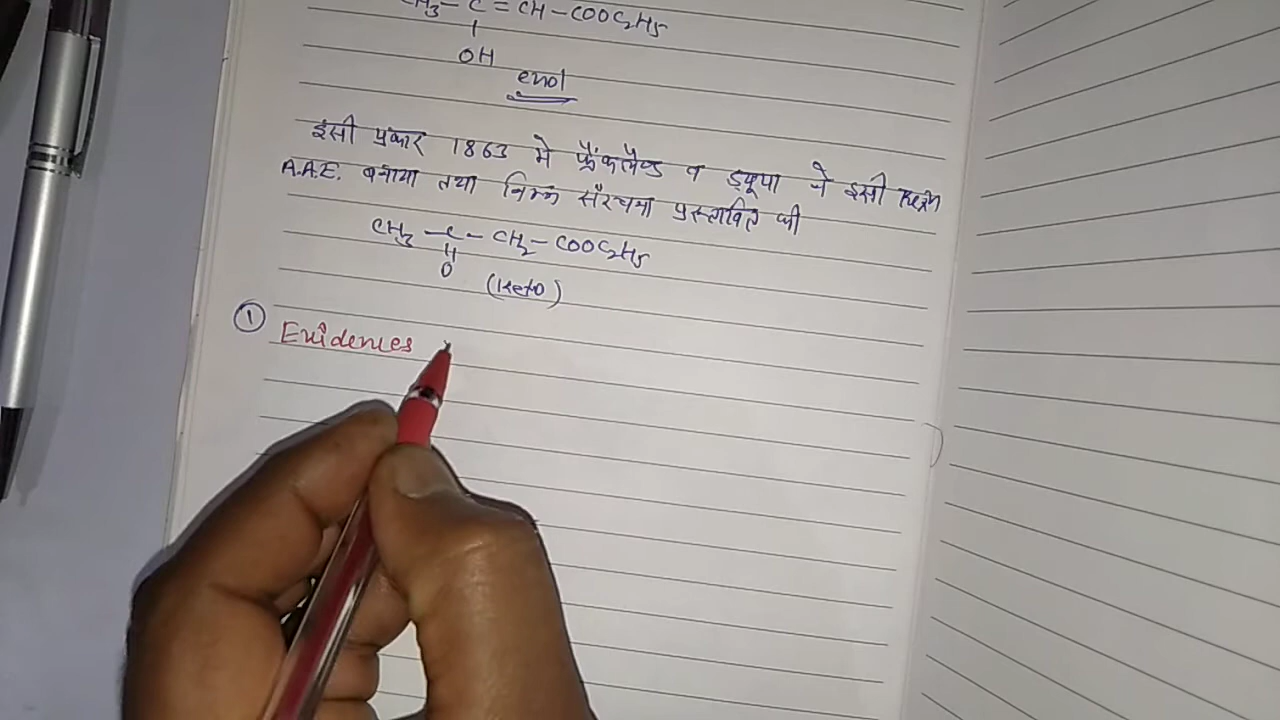 CH3 - C = CH - COOC2H5
OH
enol
इसी प्रकार 1863 मे फ्रैंकलैण्ड व ड्यूपा ने इसी Rexn
A.A.E. बनाया तथा निम्न संरचना प्रस्तावित की
CH3 - C - CH2 - COOC2H5
O
(Keto)
① Evidences